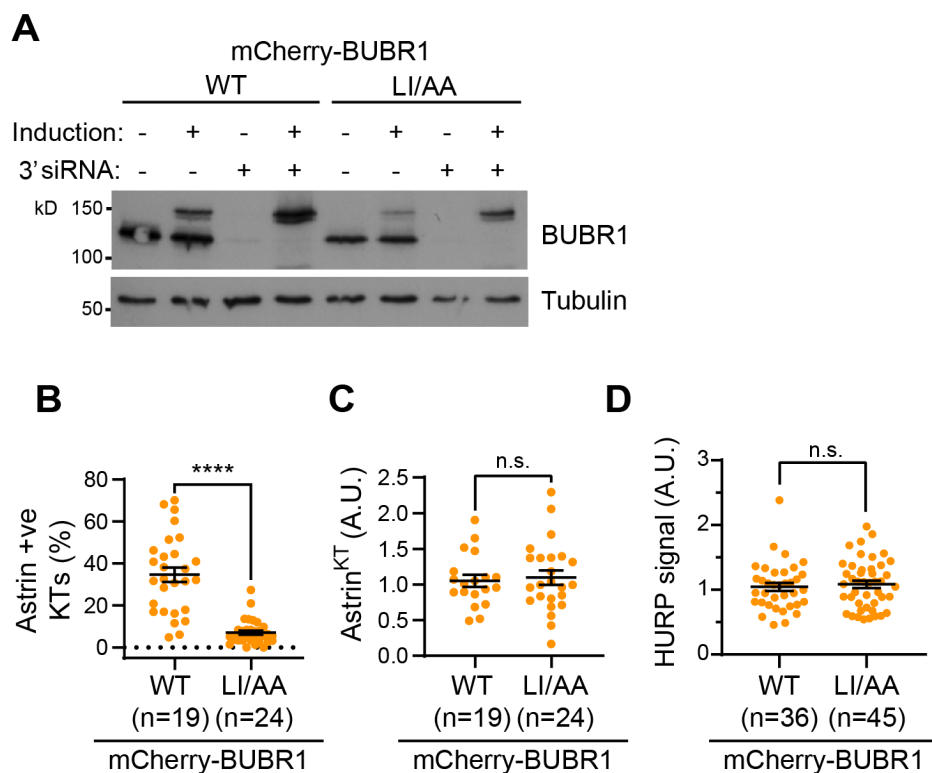 A
mCherry-BUBR1
WT LI/AA
Induction: - + - + - + - +
3' siRNA: - - + + - - + +
kD 150
BUBR1
100
Tubulin
50
B
Astrin +ve
KTs (%)
80
60
40
20
0
****
WT LI/AA
(n=19) (n=24)
mCherry-BUBR1
C
Astrin^KT (A.U.)
2.5
2.0
1.5
1.0
0.5
0.0
n.s.
WT LI/AA
(n=19) (n=24)
mCherry-BUBR1
D
HURP signal (A.U.)
3
2
1
0
n.s.
WT LI/AA
(n=36) (n=45)
mCherry-BUBR1